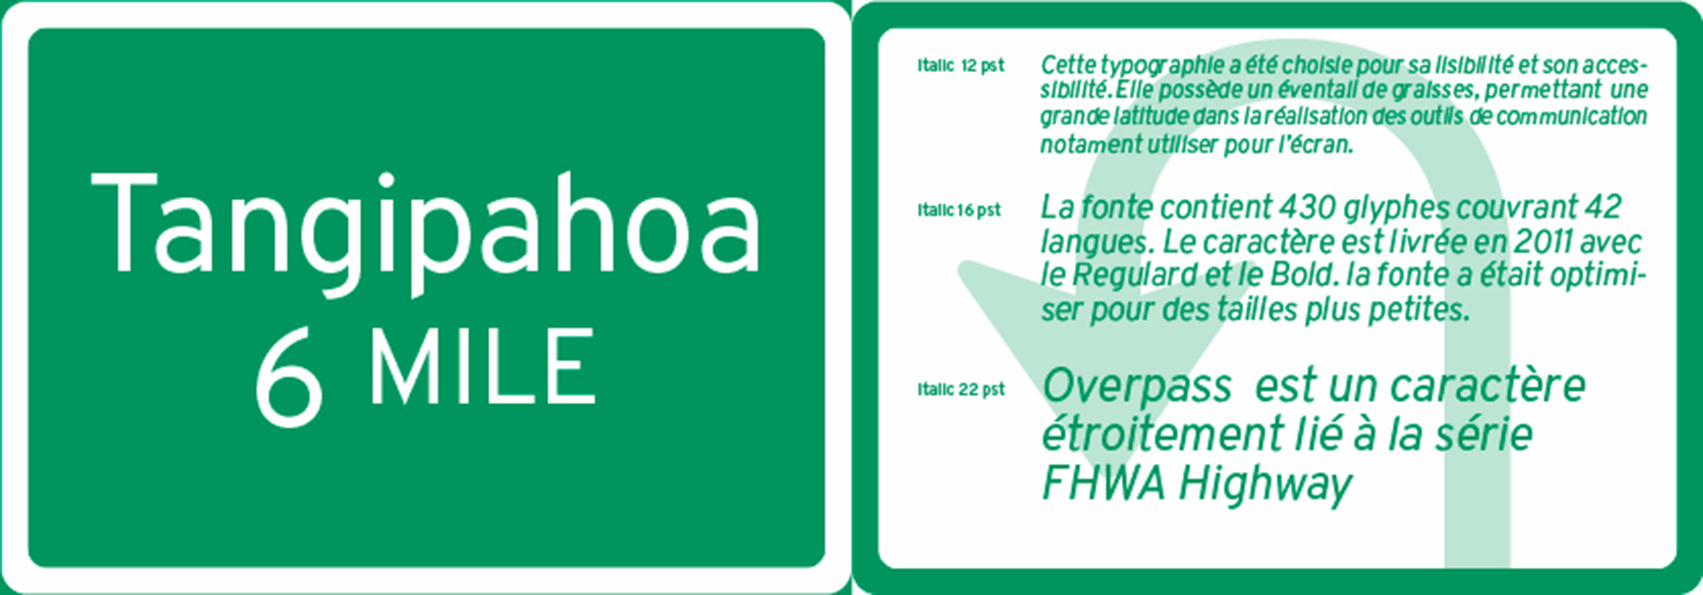 Tangipahoa
6 MILE
Italic 12 pst
Cette typographie a été choisie pour sa lisibilité et son acces-
sibilité. Elle possède un éventail de graisses, permettant une
grande latitude dans la réalisation des outils de communication
notament utiliser pour l'écran.
Italic 16 pst
La fonte contient 430 glyphes couvrant 42
langues. Le caractère est livrée en 2011 avec
le Regulard et le Bold. la fonte a était optimi-
ser pour des tailles plus petites.
Italic 22 pst
Overpass est un caractère
étroitement lié à la série
FHWA Highway